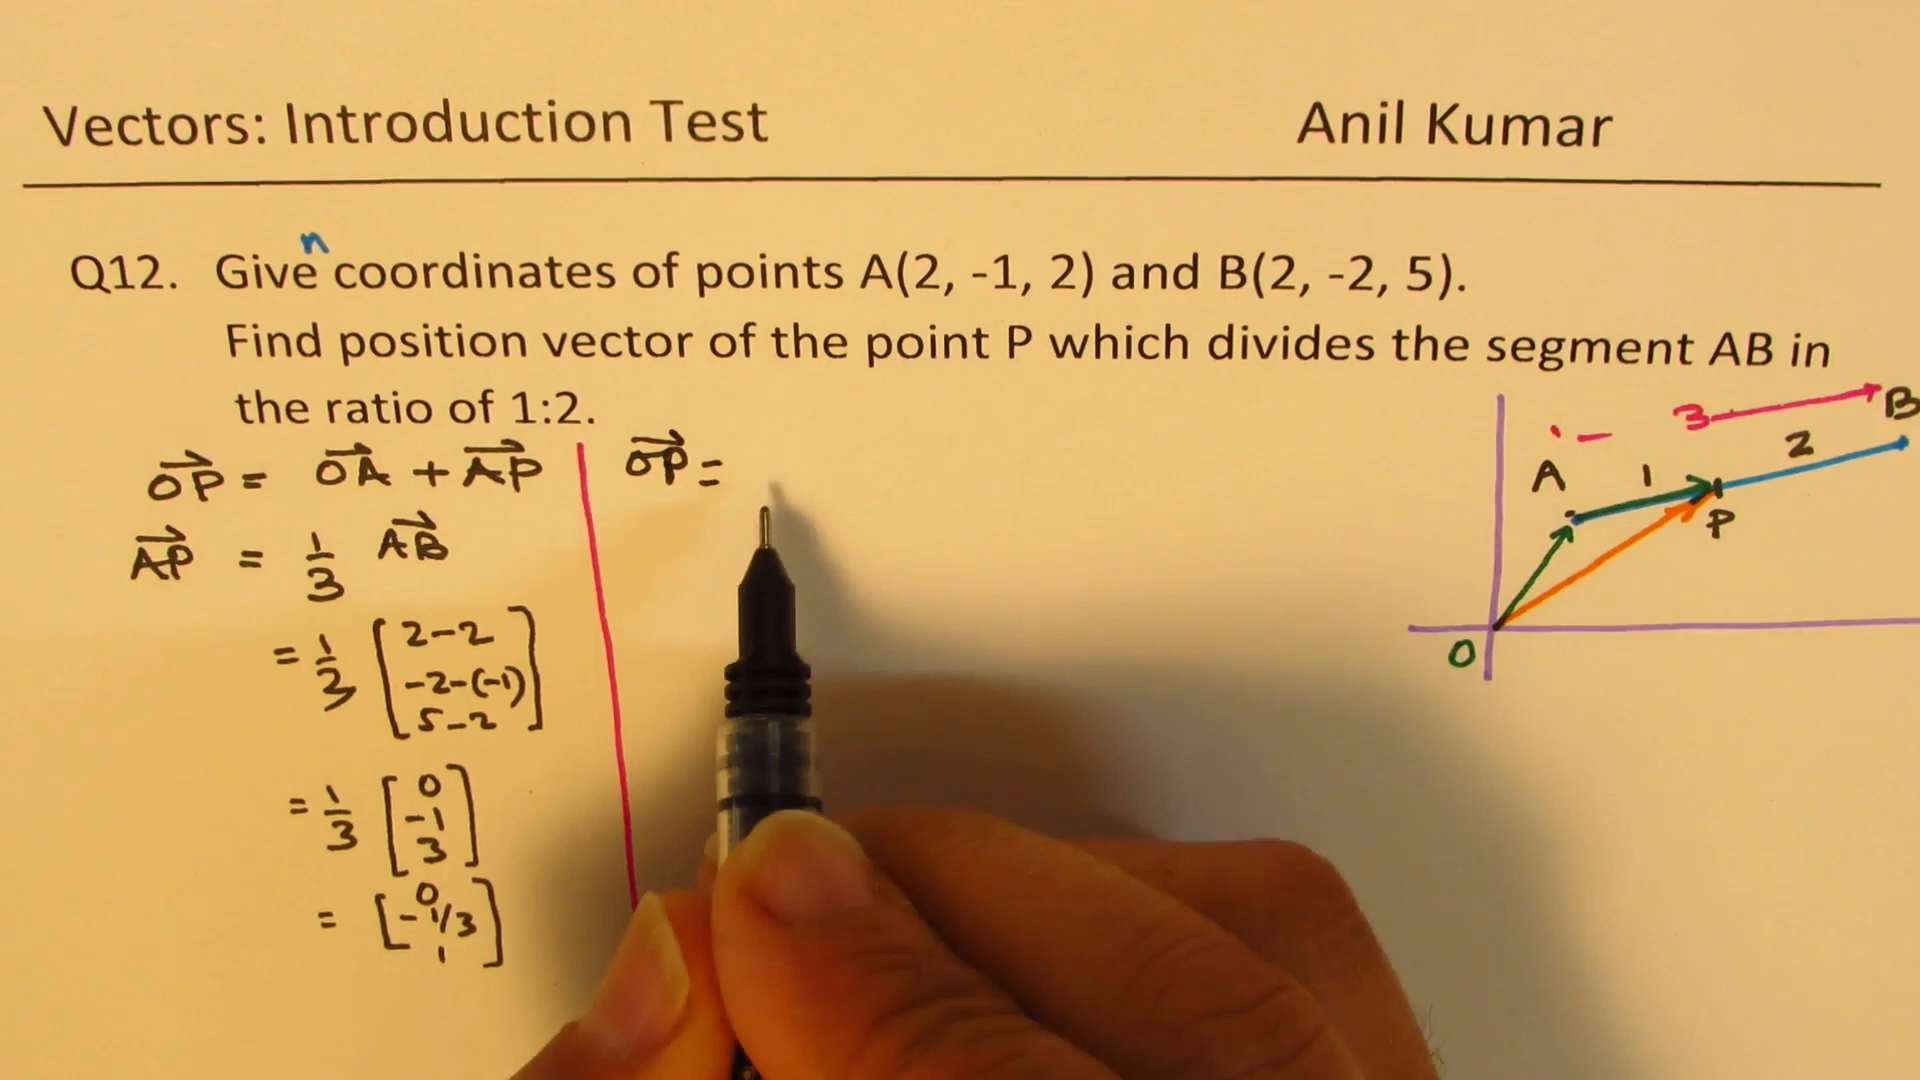 Vectors: Introduction Test
Anil Kumar
n
Q12. Give coordinates of points A(2, -1, 2) and B(2, -2, 5).
Find position vector of the point P which divides the segment AB in
the ratio of 1:2.
OP = OA + AP
AP = 1/3 AB
= 1/3 [2-2
-2-(-1)
5-2]
= 1/3 [0
-1
3]
= [0
-1/3
1]
OP =
3
B
2
A
1
P
O